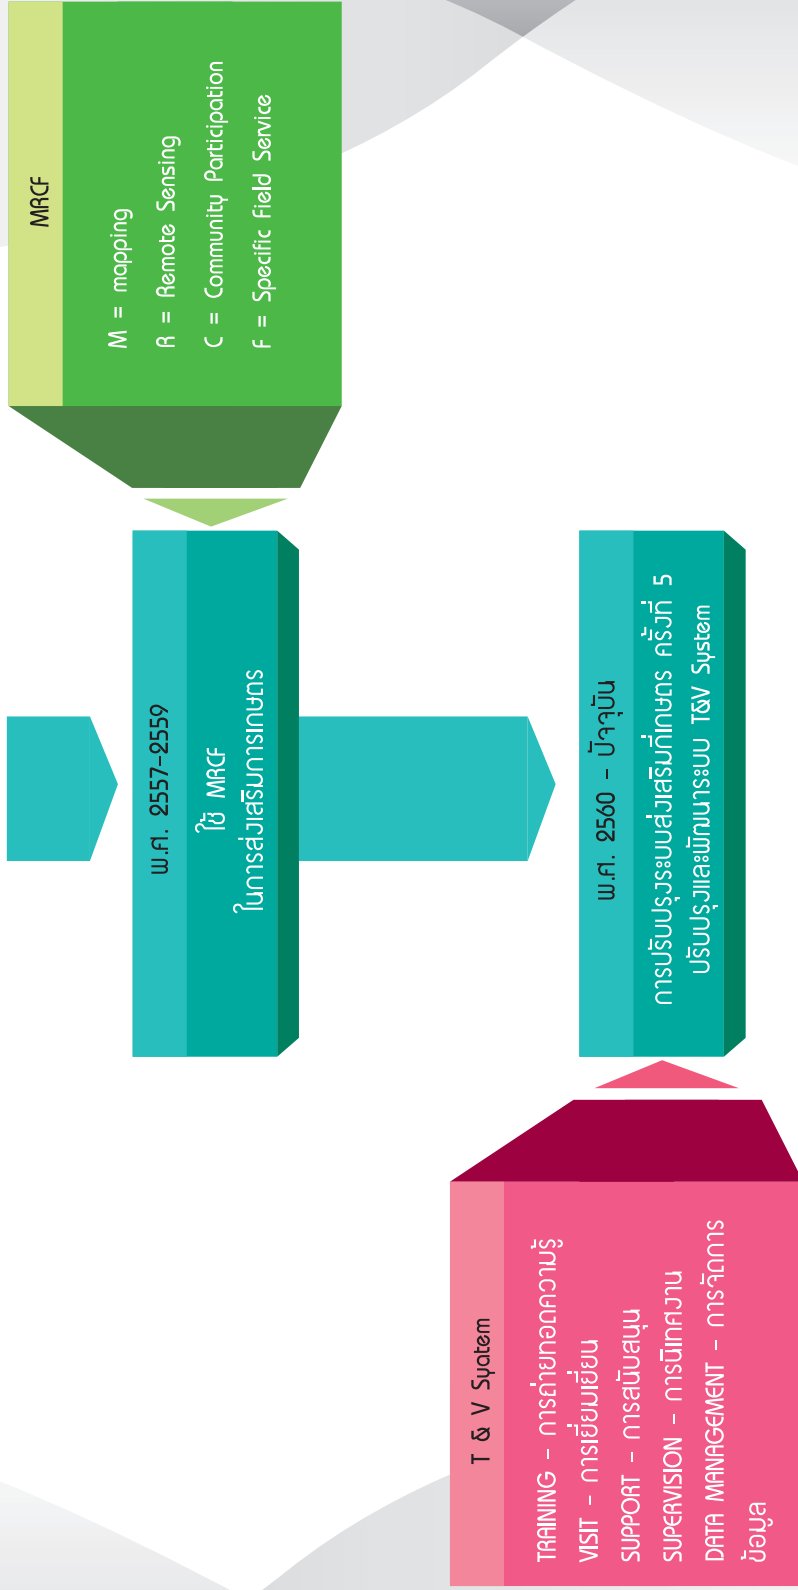 MRCF
M = mapping
R = Remote Sensing
C = Community Participation
F = Specific Field Service
พ.ศ. 2557-2559
ใช้ MRCF
ในการส่งเสริมการเกษตร
พ.ศ. 2560 - ปัจจุบัน
การปรับปรุงระบบส่งเสริมที่เกษตร ครั้งที่ 5
ปรับปรุงและพัฒนาระบบ T&V System
T & V Syatem
TRAINING - การถ่ายทอดความรู้
VISIT - การเยี่ยมเยียน
SUPPORT - การสนับสนุน
SUPERVISION - การนิเทศงาน
DATA MANAGEMENT - การจัดการ
ข้อมูล